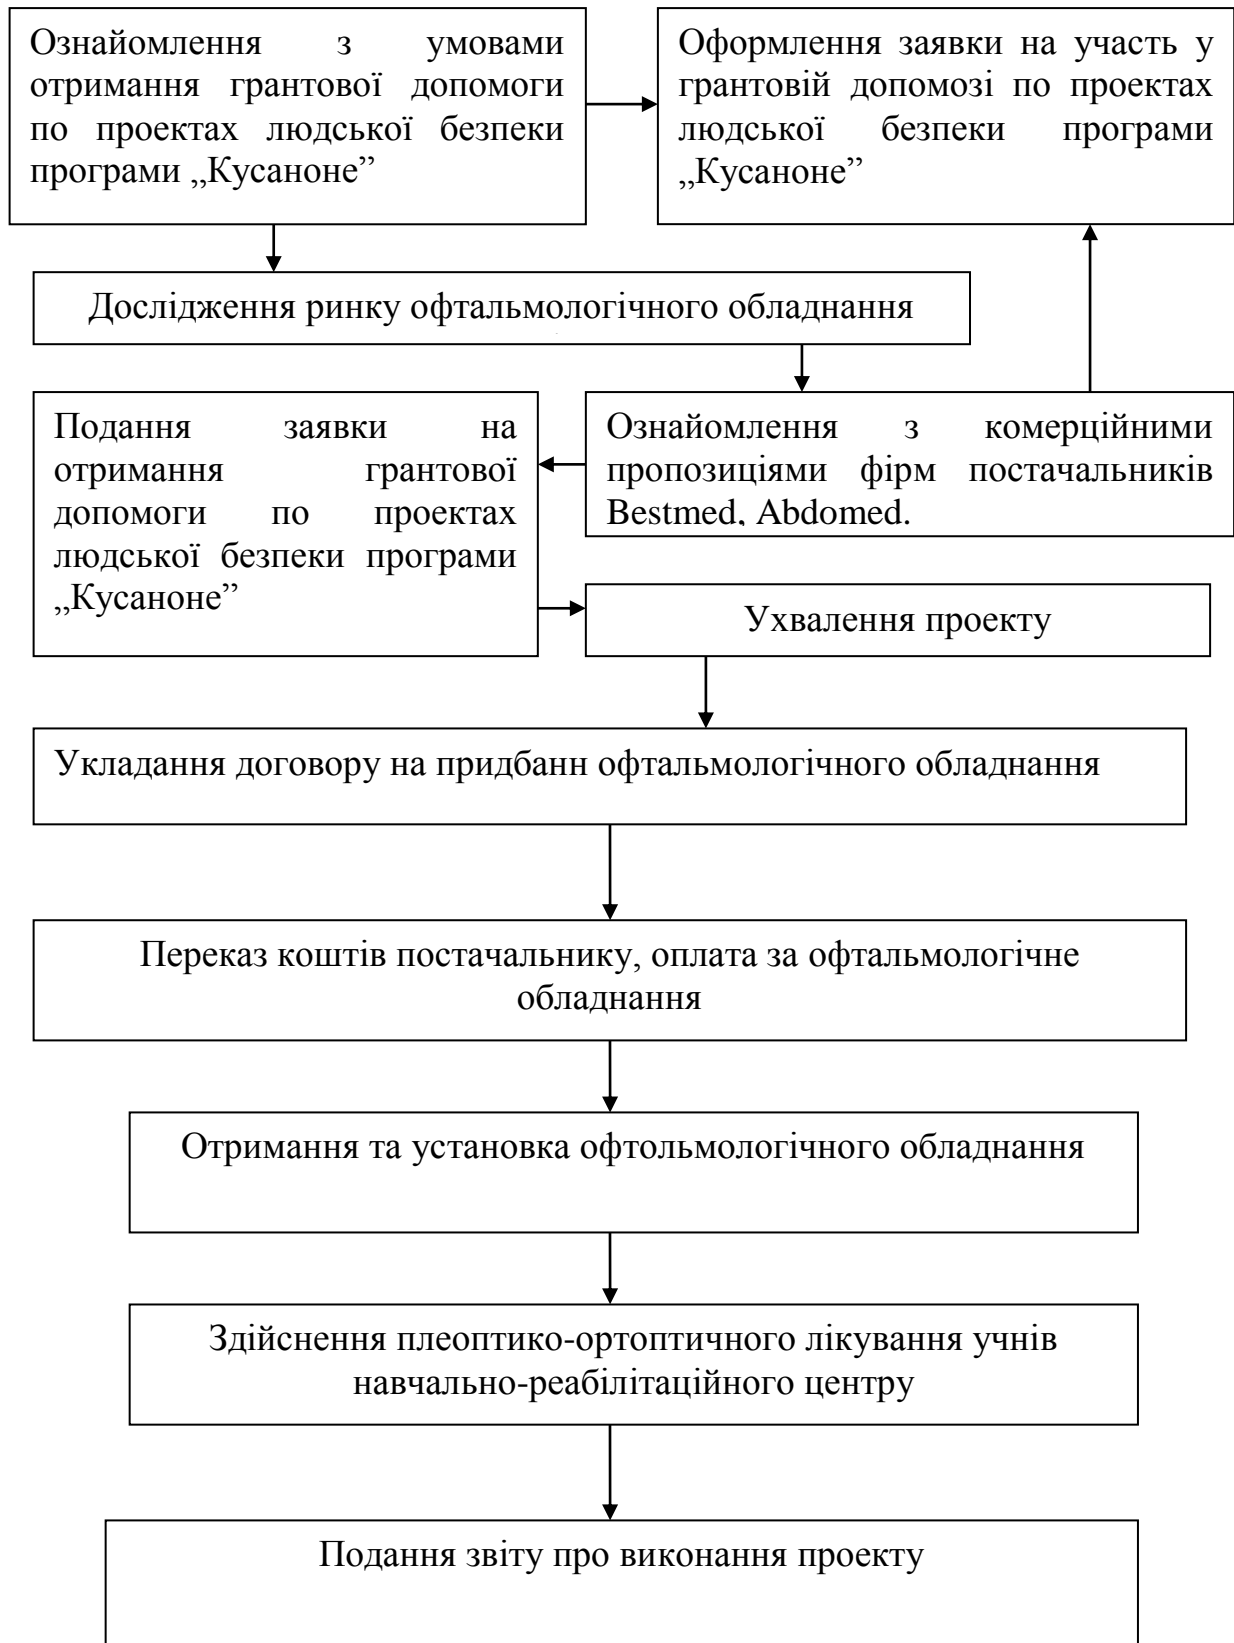 Ознайомлення з умовами
отримання грантової допомоги
по проектах людської безпеки
програми „Кусаноне”
Оформлення заявки на участь у
грантовій допомозі по проектах
людської безпеки програми
„Кусаноне”
Дослідження ринку офтальмологічного обладнання
Подання заявки на
отримання грантової
допомоги по проектах
людської безпеки програми
„Кусаноне”
Ознайомлення з комерційними
пропозиціями фірм постачальників
Bestmed, Abdomed.
Ухвалення проекту
Укладання договору на придбанн офтальмологічного обладнання
Переказ коштів постачальнику, оплата за офтальмологічне
обладнання
Отримання та установка офтольмологічного обладнання
Здійснення плеоптико-ортоптичного лікування учнів
навчально-реабілітаційного центру
Подання звіту про виконання проекту